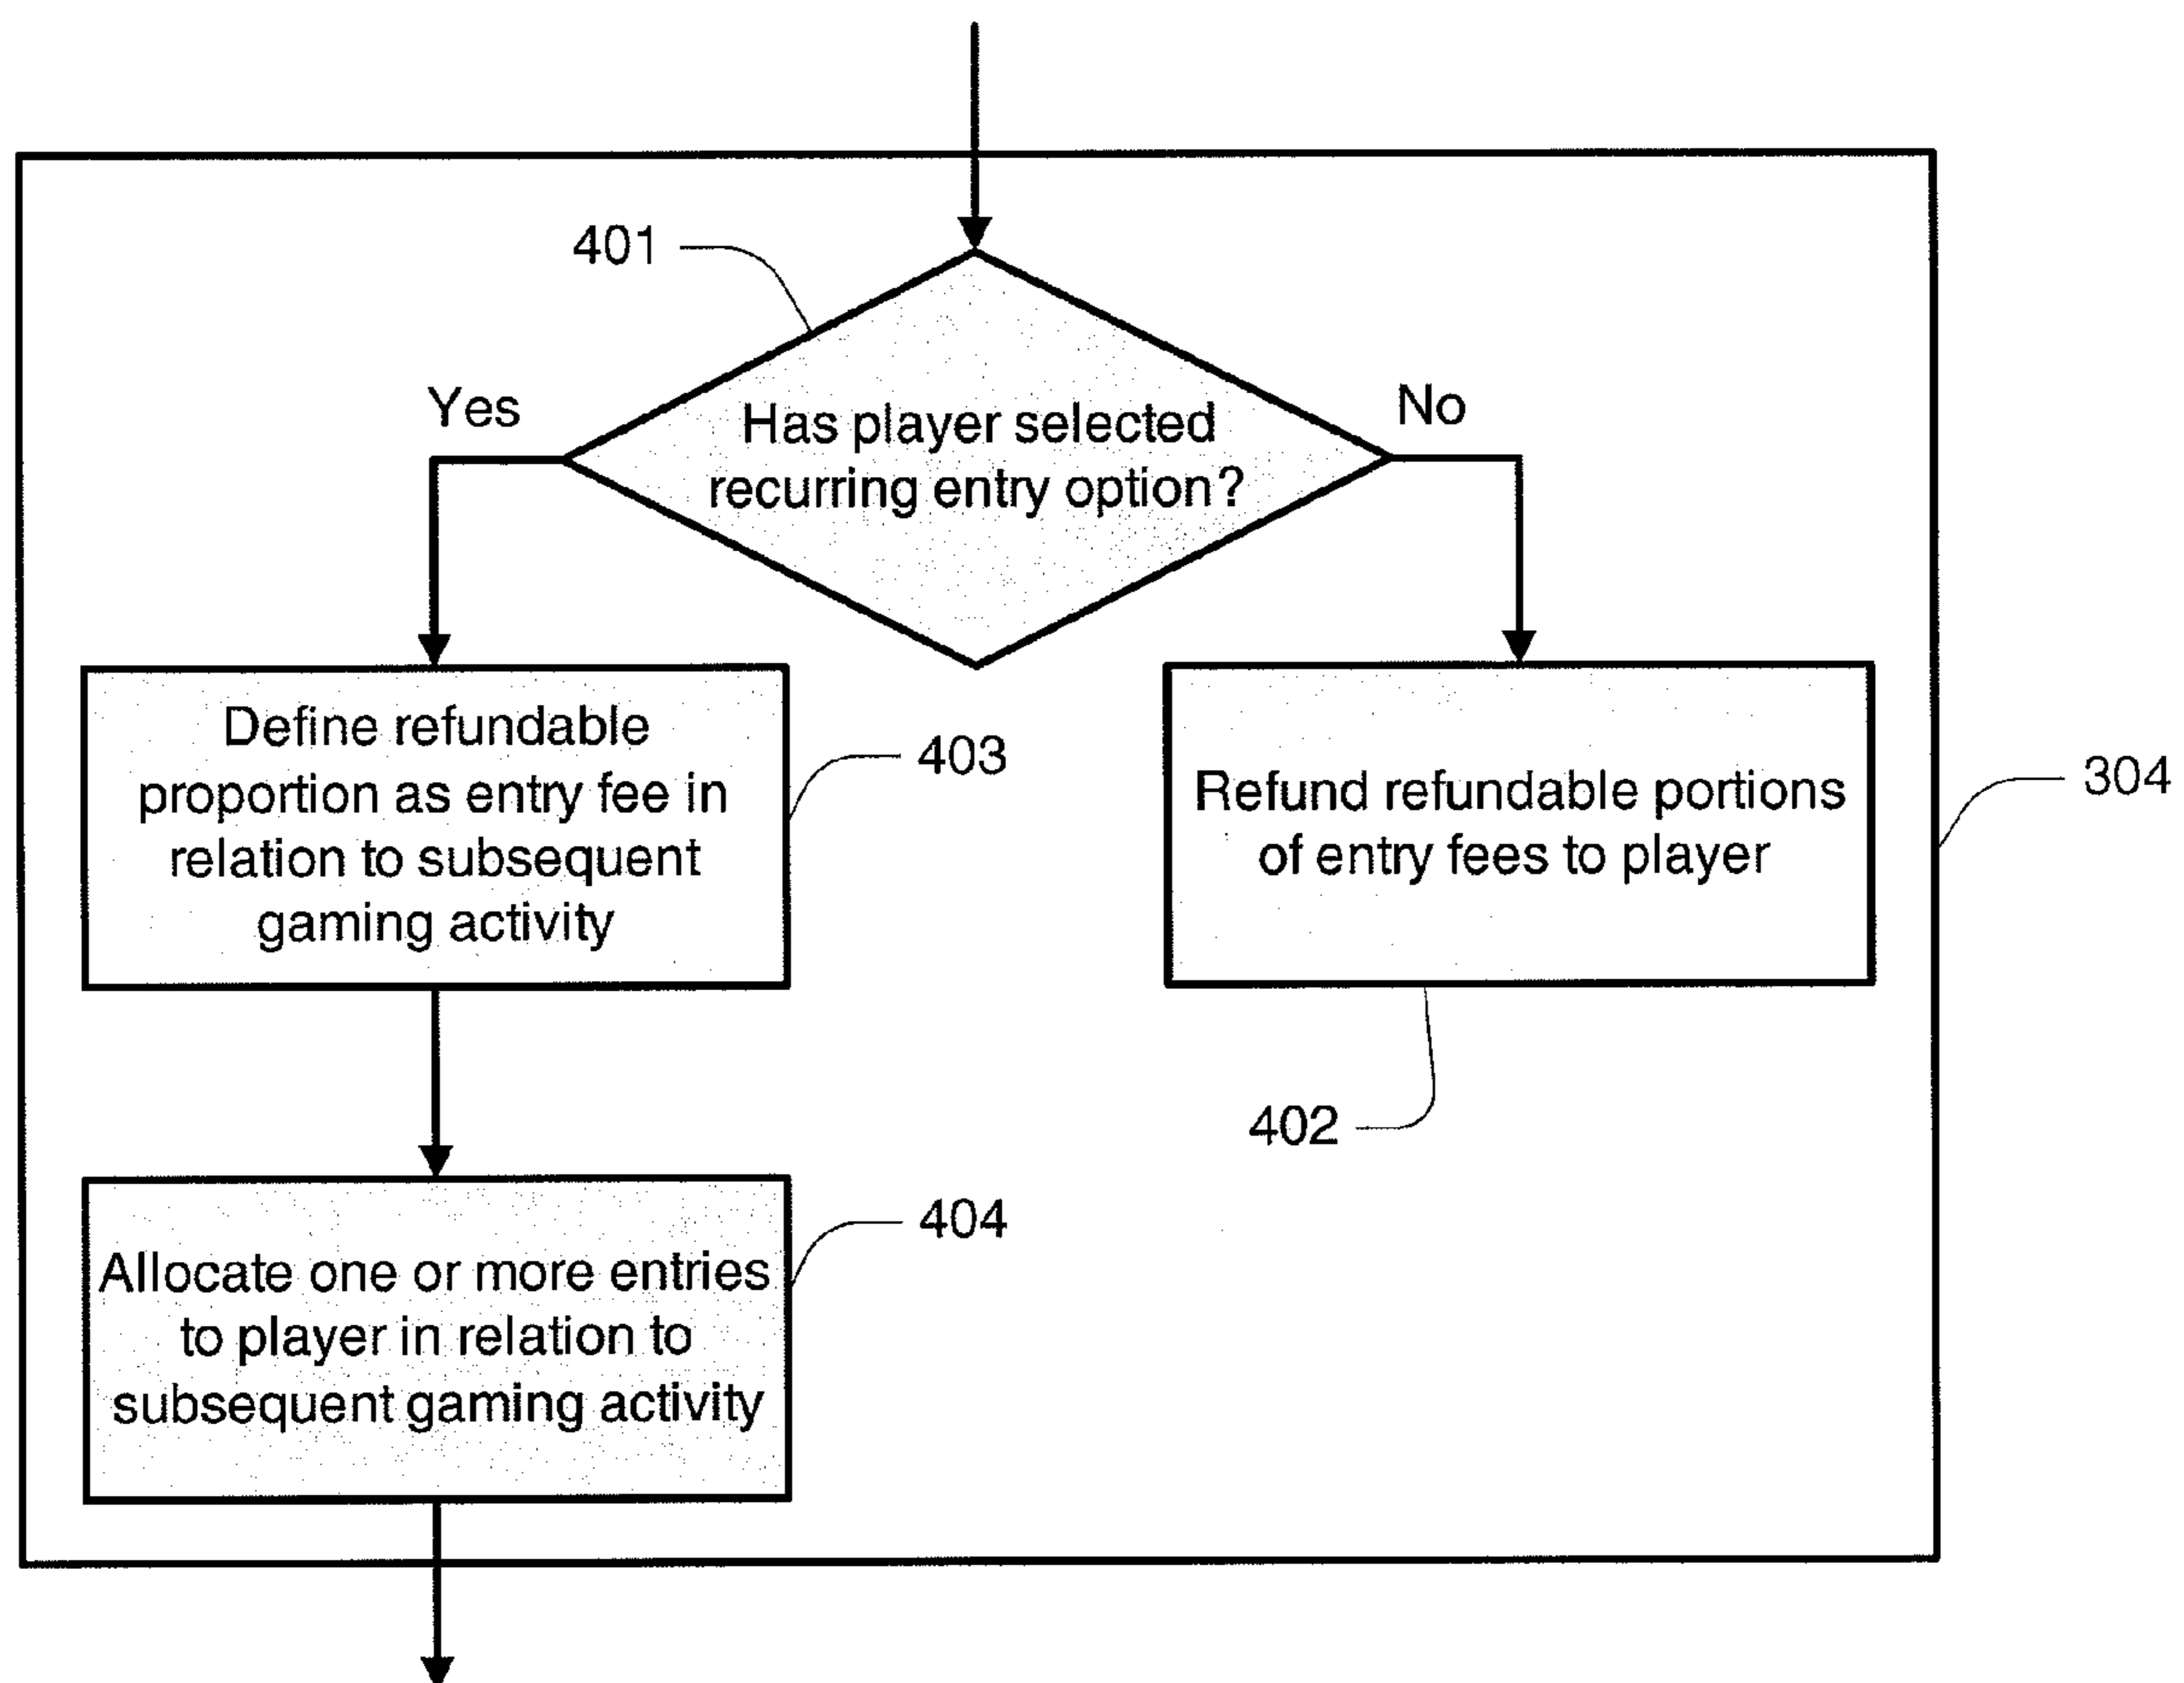 401
Yes
No
Has player selected
recurring entry option?
Define refundable
proportion as entry fee in
relation to subsequent
gaming activity
403
Refund refundable portions
of entry fees to player
304
402
Allocate one or more entries
to player in relation to
subsequent gaming activity
404